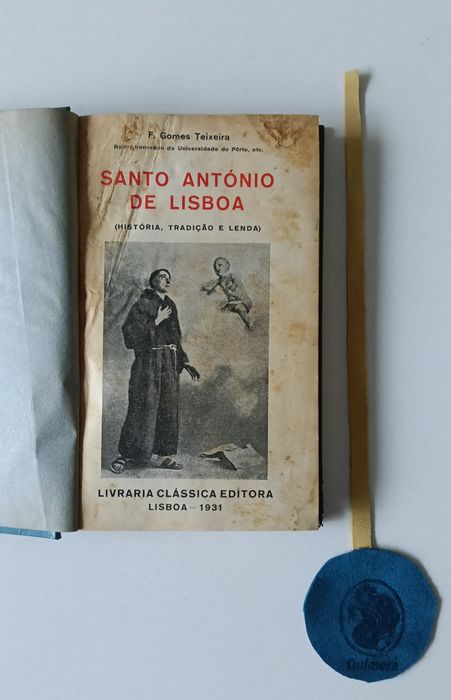 F. Gomes Teixeira
Reitor honorário da Universidade do Pôrto, etc.
SANTO ANTÓNIO
DE LISBOA
(HISTÓRIA, TRADIÇÃO E LENDA)
LIVRARIA CLÁSSICA EDITORA
LISBOA — 1931
Quimera